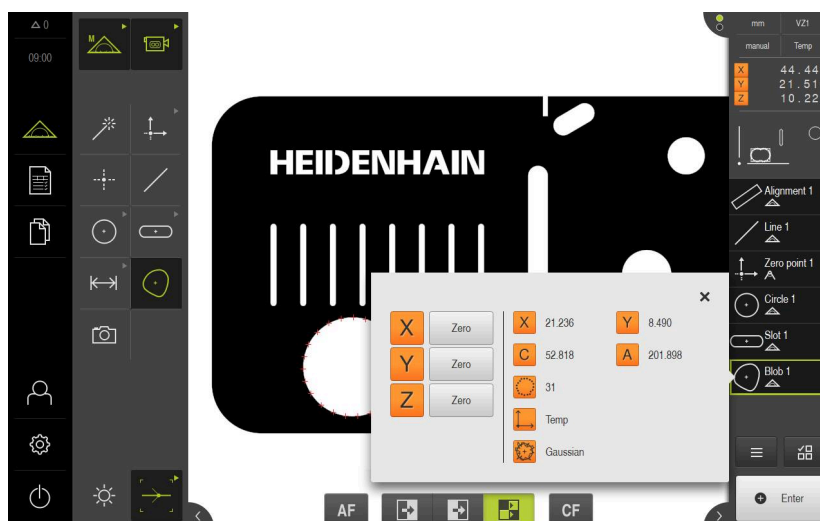 △ 0
09:00
M
mm VZ1
manual Temp
X 44.44
Y 21.51
Z 10.22
HEIDENHAIN
Alignment 1
Line 1
Zero point 1
Circle 1
Slot 1
Blob 1
X Zero
Y Zero
Z Zero
X 21.236 Y 8.490
C 52.818 A 201.898
31
Temp
Gaussian
AF CF
Enter